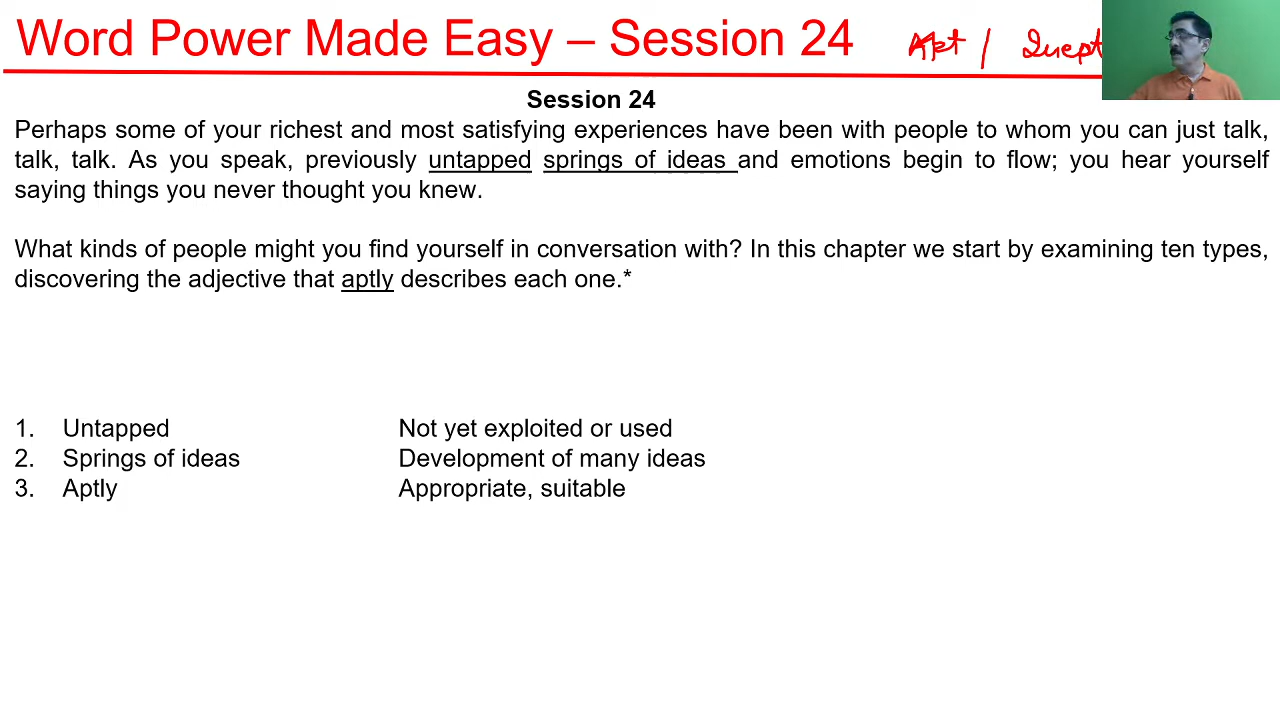 Word Power Made Easy – Session 24 Apt / Inept
Session 24
Perhaps some of your richest and most satisfying experiences have been with people to whom you can just talk,
talk, talk. As you speak, previously untapped springs of ideas and emotions begin to flow; you hear yourself
saying things you never thought you knew.
What kinds of people might you find yourself in conversation with? In this chapter we start by examining ten types,
discovering the adjective that aptly describes each one.*
1. Untapped Not yet exploited or used
2. Springs of ideas Development of many ideas
3. Aptly Appropriate, suitable